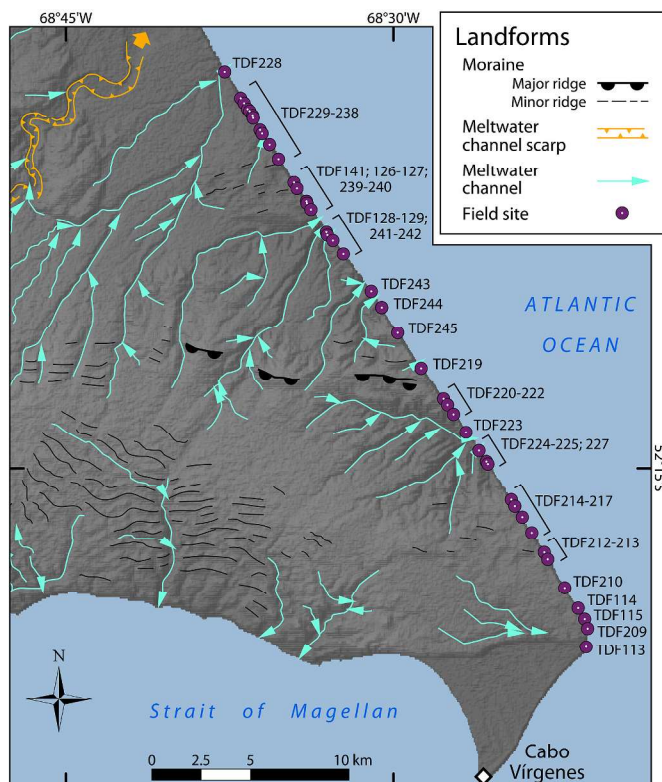 68°45'W
68°30'W
Landforms
Moraine
Major ridge
Minor ridge
Meltwater
channel scarp
Meltwater
channel
Field site
TDF228
TDF229-238
TDF141; 126-127;
239-240
TDF128-129;
241-242
TDF243
TDF244
TDF245
ATLANTIC
OCEAN
TDF219
TDF220-222
TDF223
TDF224-225; 227
TDF214-217
TDF212-213
TDF210
TDF114
TDF115
TDF209
TDF113
N
Strait of Magellan
Cabo
Vírgenes
0 2.5 5 10 km